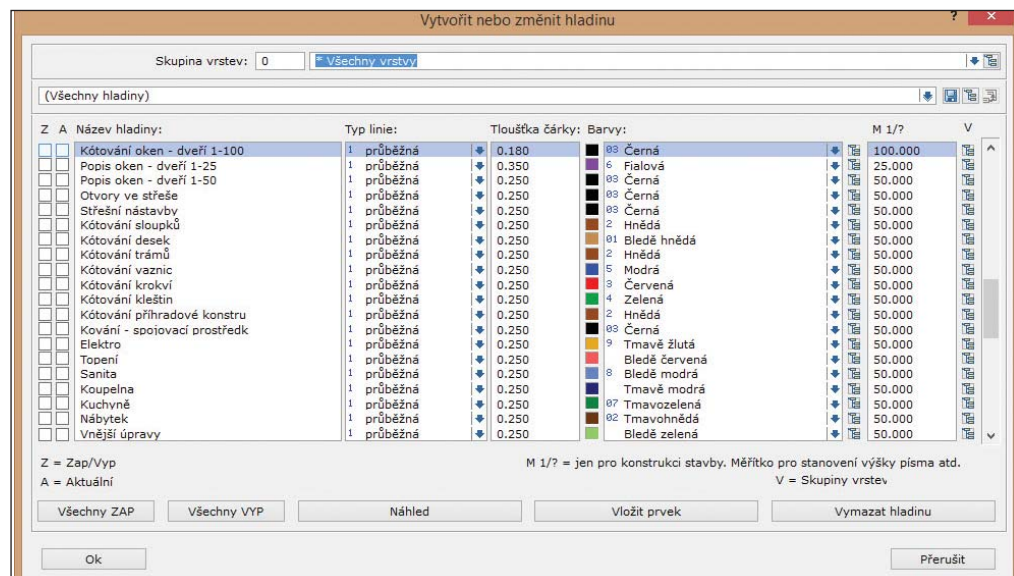 Vytvořit nebo změnit hladinu ? ×
Skupina vrstev: 0 * Všechny vrstvy
(Všechny hladiny)
Z A Název hladiny: Typ linie: Tloušťka čárky: Barvy: M 1/? V
Kótování oken - dveří 1-100 1 průběžná 0.180 03 Černá 100.000
Popis oken - dveří 1-25 1 průběžná 0.350 6 Fialová 25.000
Popis oken - dveří 1-50 1 průběžná 0.250 03 Černá 50.000
Otvory ve střeše 1 průběžná 0.250 03 Černá 50.000
Střešní nástavby 1 průběžná 0.250 03 Černá 50.000
Kótování sloupků 1 průběžná 0.250 2 Hnědá 50.000
Kótování desek 1 průběžná 0.250 01 Bledě hnědá 50.000
Kótování trámů 1 průběžná 0.250 2 Hnědá 50.000
Kótování vaznic 1 průběžná 0.250 5 Modrá 50.000
Kótování krokví 1 průběžná 0.250 3 Červená 50.000
Kótování kleštin 1 průběžná 0.250 4 Zelená 50.000
Kótování příhradové konstru 1 průběžná 0.250 2 Hnědá 50.000
Kování - spojovací prostředk 1 průběžná 0.250 03 Černá 50.000
Elektro 1 průběžná 0.250 9 Tmavě žlutá 50.000
Topení 1 průběžná 0.250 Bledě červená 50.000
Sanita 1 průběžná 0.250 8 Bledě modrá 50.000
Koupelna 1 průběžná 0.250 Tmavě modrá 50.000
Kuchyně 1 průběžná 0.250 07 Tmavozelená 50.000
Nábytek 1 průběžná 0.250 02 Tmavohnědá 50.000
Vnější úpravy 1 průběžná 0.250 Bledě zelená 50.000
Z = Zap/Vyp M 1/? = jen pro konstrukci stavby. Měřítko pro stanovení výšky písma atd.
A = Aktuální V = Skupiny vrstev
Všechny ZAP Všechny VYP Náhled Vložit prvek Vymazat hladinu
Ok Přerušit